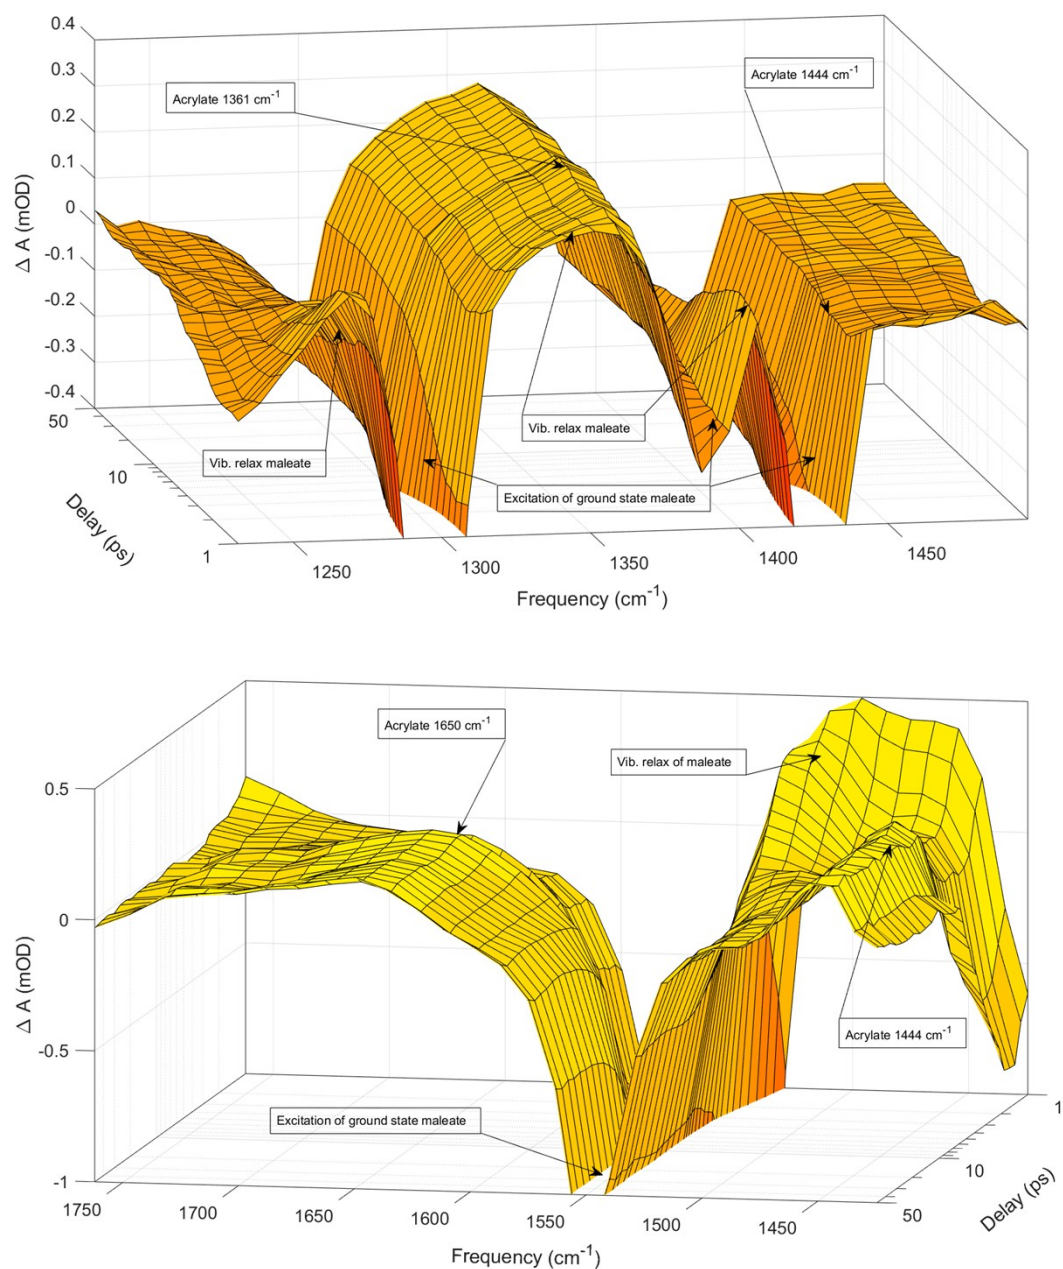 0.4
0.3
0.2
0.1
0
-0.1
-0.2
-0.3
-0.4
Δ A (mOD)
Acrylate 1361 cm-1
Acrylate 1444 cm-1
Vib. relax maleate
Vib. relax maleate
Excitation of ground state maleate
50
10
1
Delay (ps)
1250
1300
1350
1400
1450
Frequency (cm-1)
Acrylate 1650 cm-1
Vib. relax of maleate
0.5
0
-0.5
-1
Δ A (mOD)
Acrylate 1444 cm-1
Excitation of ground state maleate
1
10
50
Delay (ps)
1750
1700
1650
1600
1550
1500
1450
Frequency (cm-1)